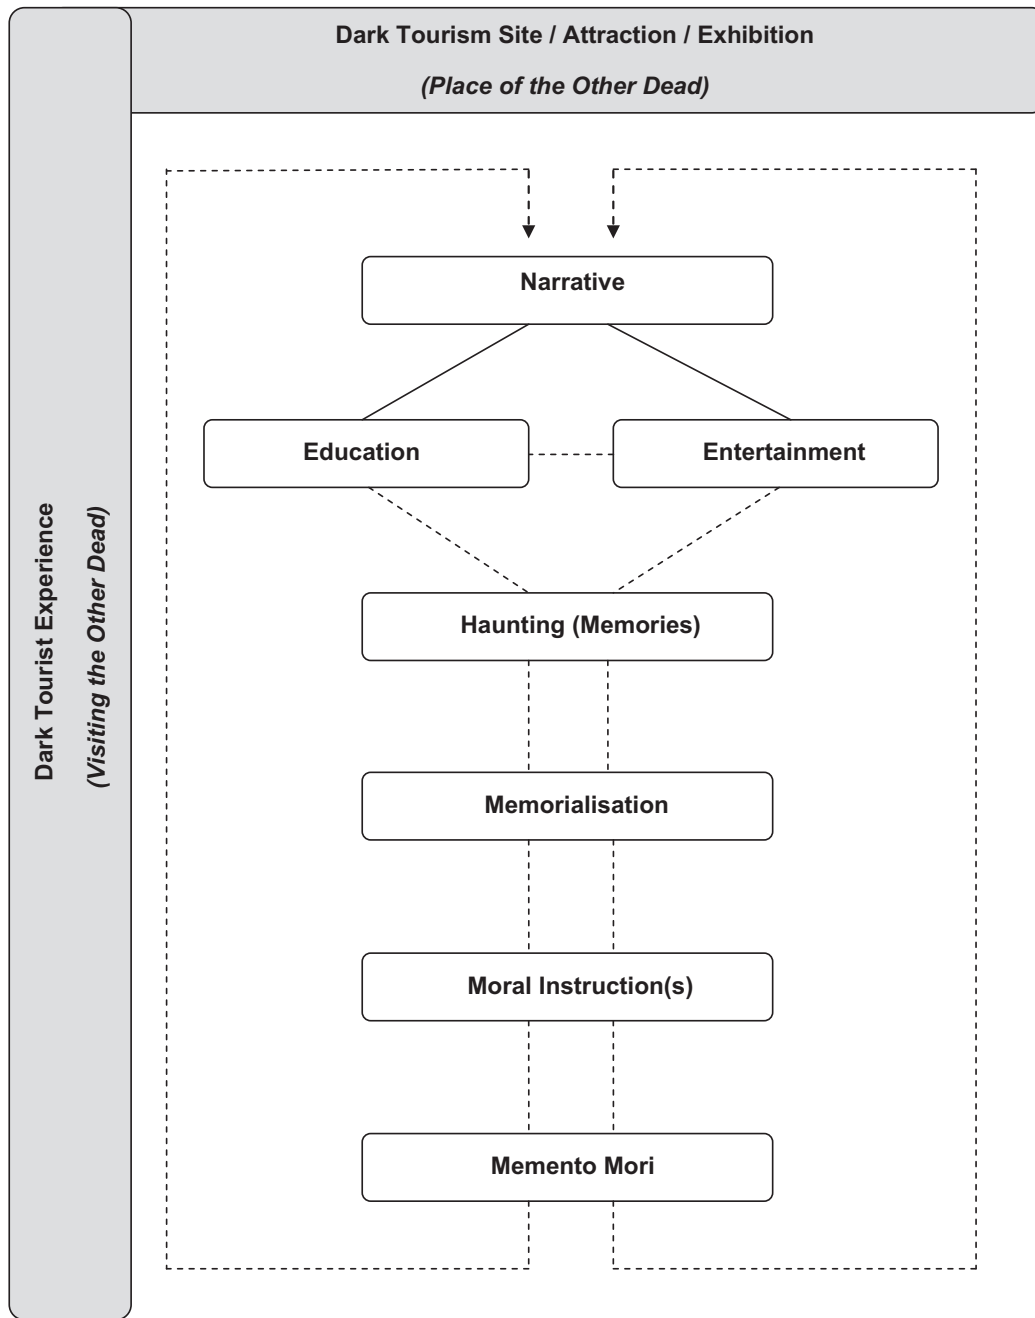 Dark Tourism Site / Attraction / Exhibition
(Place of the Other Dead)
Dark Tourist Experience
(Visiting the Other Dead)
Narrative
Education
Entertainment
Haunting (Memories)
Memorialisation
Moral Instruction(s)
Memento Mori